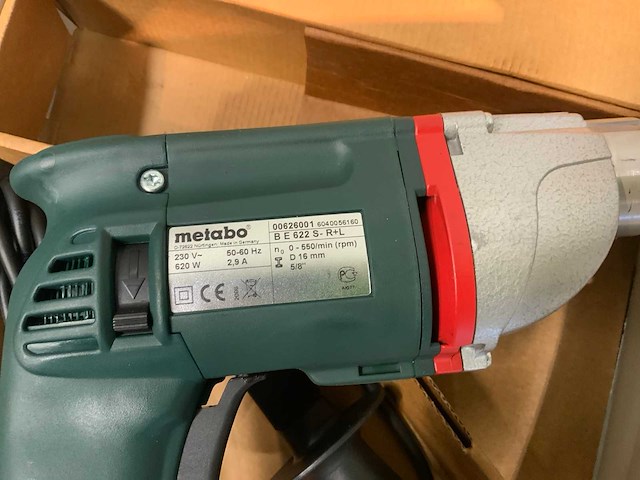 metabo
D-72622 Nürtingen, Made in Germany
00626001 6040056160
B E 622 S- R+L
230 V~ 50-60 Hz
620 W 2,9 A
n₀ 0 - 550/min (rpm)
D 16 mm
5/8"
CE